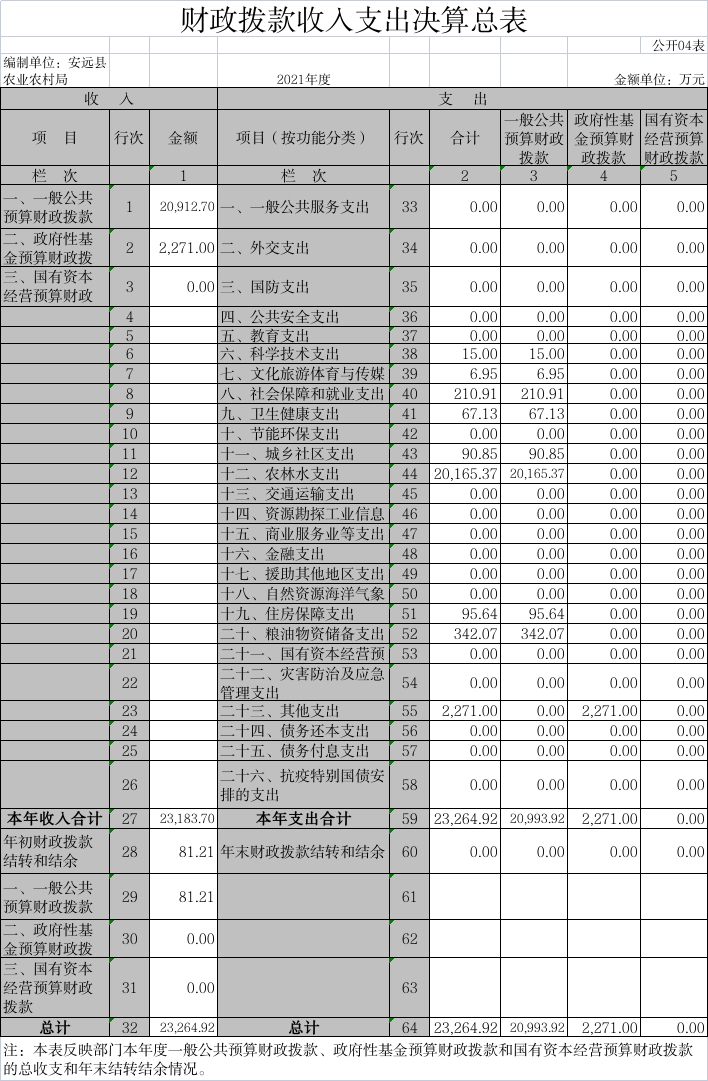 财政拨款收入支出决算总表
公开04表
编制单位：安远县
农业农村局 2021年度 金额单位：万元
收 入 支 出
项 目 行次 金额 项目（按功能分类） 行次 合计 一般公共预算财政拨款 政府性基金预算财政拨款 国有资本经营预算财政拨款
栏 次 1 栏 次 2 3 4 5
一、一般公共预算财政拨款 1 20,912.70 一、一般公共服务支出 33 0.00 0.00 0.00 0.00
二、政府性基金预算财政拨 2 2,271.00 二、外交支出 34 0.00 0.00 0.00 0.00
三、国有资本经营预算财政 3 0.00 三、国防支出 35 0.00 0.00 0.00 0.00
4 四、公共安全支出 36 0.00 0.00 0.00 0.00
5 五、教育支出 37 0.00 0.00 0.00 0.00
6 六、科学技术支出 38 15.00 15.00 0.00 0.00
7 七、文化旅游体育与传媒 39 6.95 6.95 0.00 0.00
8 八、社会保障和就业支出 40 210.91 210.91 0.00 0.00
9 九、卫生健康支出 41 67.13 67.13 0.00 0.00
10 十、节能环保支出 42 0.00 0.00 0.00 0.00
11 十一、城乡社区支出 43 90.85 90.85 0.00 0.00
12 十二、农林水支出 44 20,165.37 20,165.37 0.00 0.00
13 十三、交通运输支出 45 0.00 0.00 0.00 0.00
14 十四、资源勘探工业信息 46 0.00 0.00 0.00 0.00
15 十五、商业服务业等支出 47 0.00 0.00 0.00 0.00
16 十六、金融支出 48 0.00 0.00 0.00 0.00
17 十七、援助其他地区支出 49 0.00 0.00 0.00 0.00
18 十八、自然资源海洋气象 50 0.00 0.00 0.00 0.00
19 十九、住房保障支出 51 95.64 95.64 0.00 0.00
20 二十、粮油物资储备支出 52 342.07 342.07 0.00 0.00
21 二十一、国有资本经营预 53 0.00 0.00 0.00 0.00
22 二十二、灾害防治及应急管理支出 54 0.00 0.00 0.00 0.00
23 二十三、其他支出 55 2,271.00 0.00 2,271.00 0.00
24 二十四、债务还本支出 56 0.00 0.00 0.00 0.00
25 二十五、债务付息支出 57 0.00 0.00 0.00 0.00
26 二十六、抗疫特别国债安排的支出 58 0.00 0.00 0.00 0.00
本年收入合计 27 23,183.70 本年支出合计 59 23,264.92 20,993.92 2,271.00 0.00
年初财政拨款结转和结余 28 81.21 年末财政拨款结转和结余 60 0.00 0.00 0.00 0.00
一、一般公共预算财政拨款 29 81.21 61
二、政府性基金预算财政拨 30 0.00 62
三、国有资本经营预算财政拨款 31 0.00 63
总计 32 23,264.92 总计 64 23,264.92 20,993.92 2,271.00 0.00
注：本表反映部门本年度一般公共预算财政拨款、政府性基金预算财政拨款和国有资本经营预算财政拨款
的总收支和年末结转结余情况。